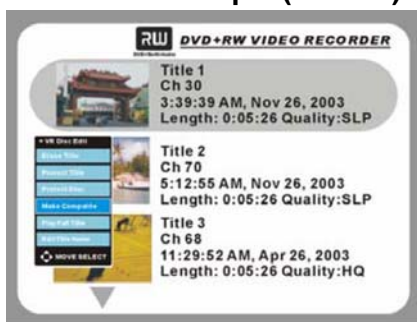 RW DVD+RW VIDEO RECORDER
Title 1
Ch 30
3:39:39 AM, Nov 26, 2003
Length: 0:05:26 Quality:SLP
VR Disc Edit
Erase Title
Protect Title
Protect Disc
Make Compatible
Play Full Title
Edit Title Name
MOVE SELECT
Title 2
Ch 70
5:12:55 AM, Nov 26, 2003
Length: 0:05:26 Quality:SLP
Title 3
Ch 68
11:29:52 AM, Apr 26, 2003
Length: 0:05:26 Quality:HQ